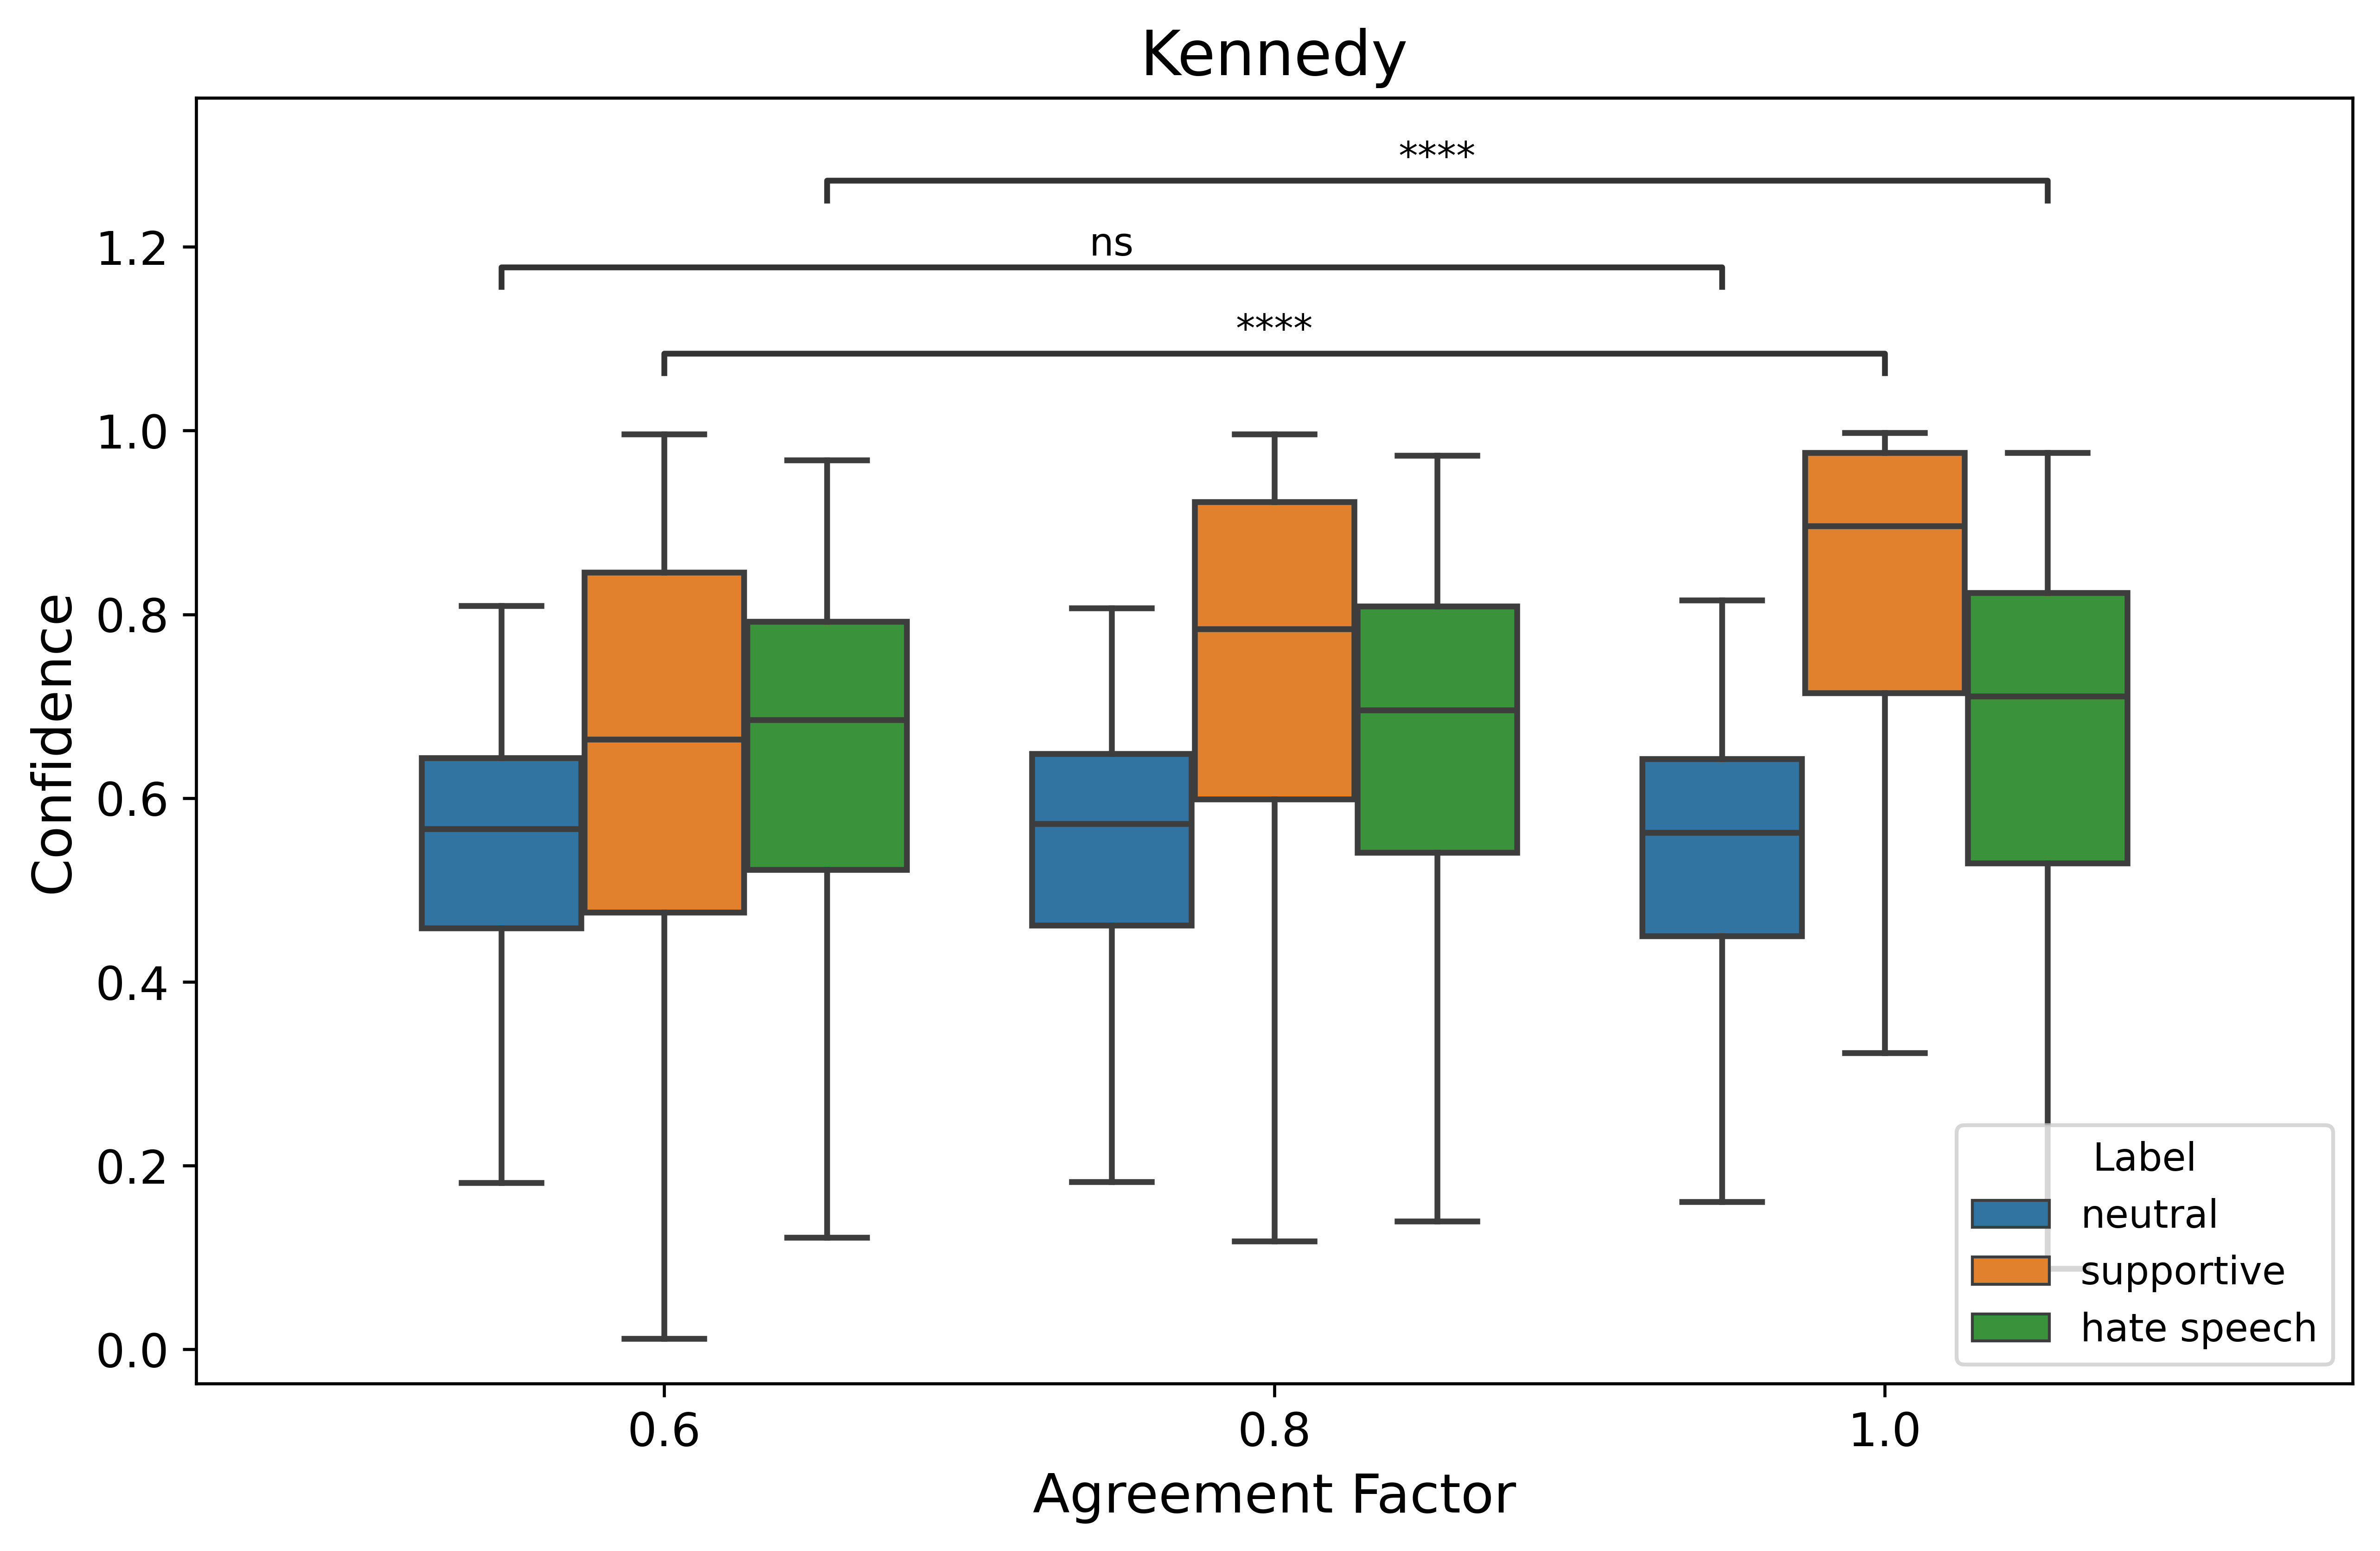 Kennedy
****
ns
****
1.2
1.0
0.8
0.6
0.4
0.2
0.0
Confidence
0.6
0.8
1.0
Agreement Factor
Label
neutral
supportive
hate speech